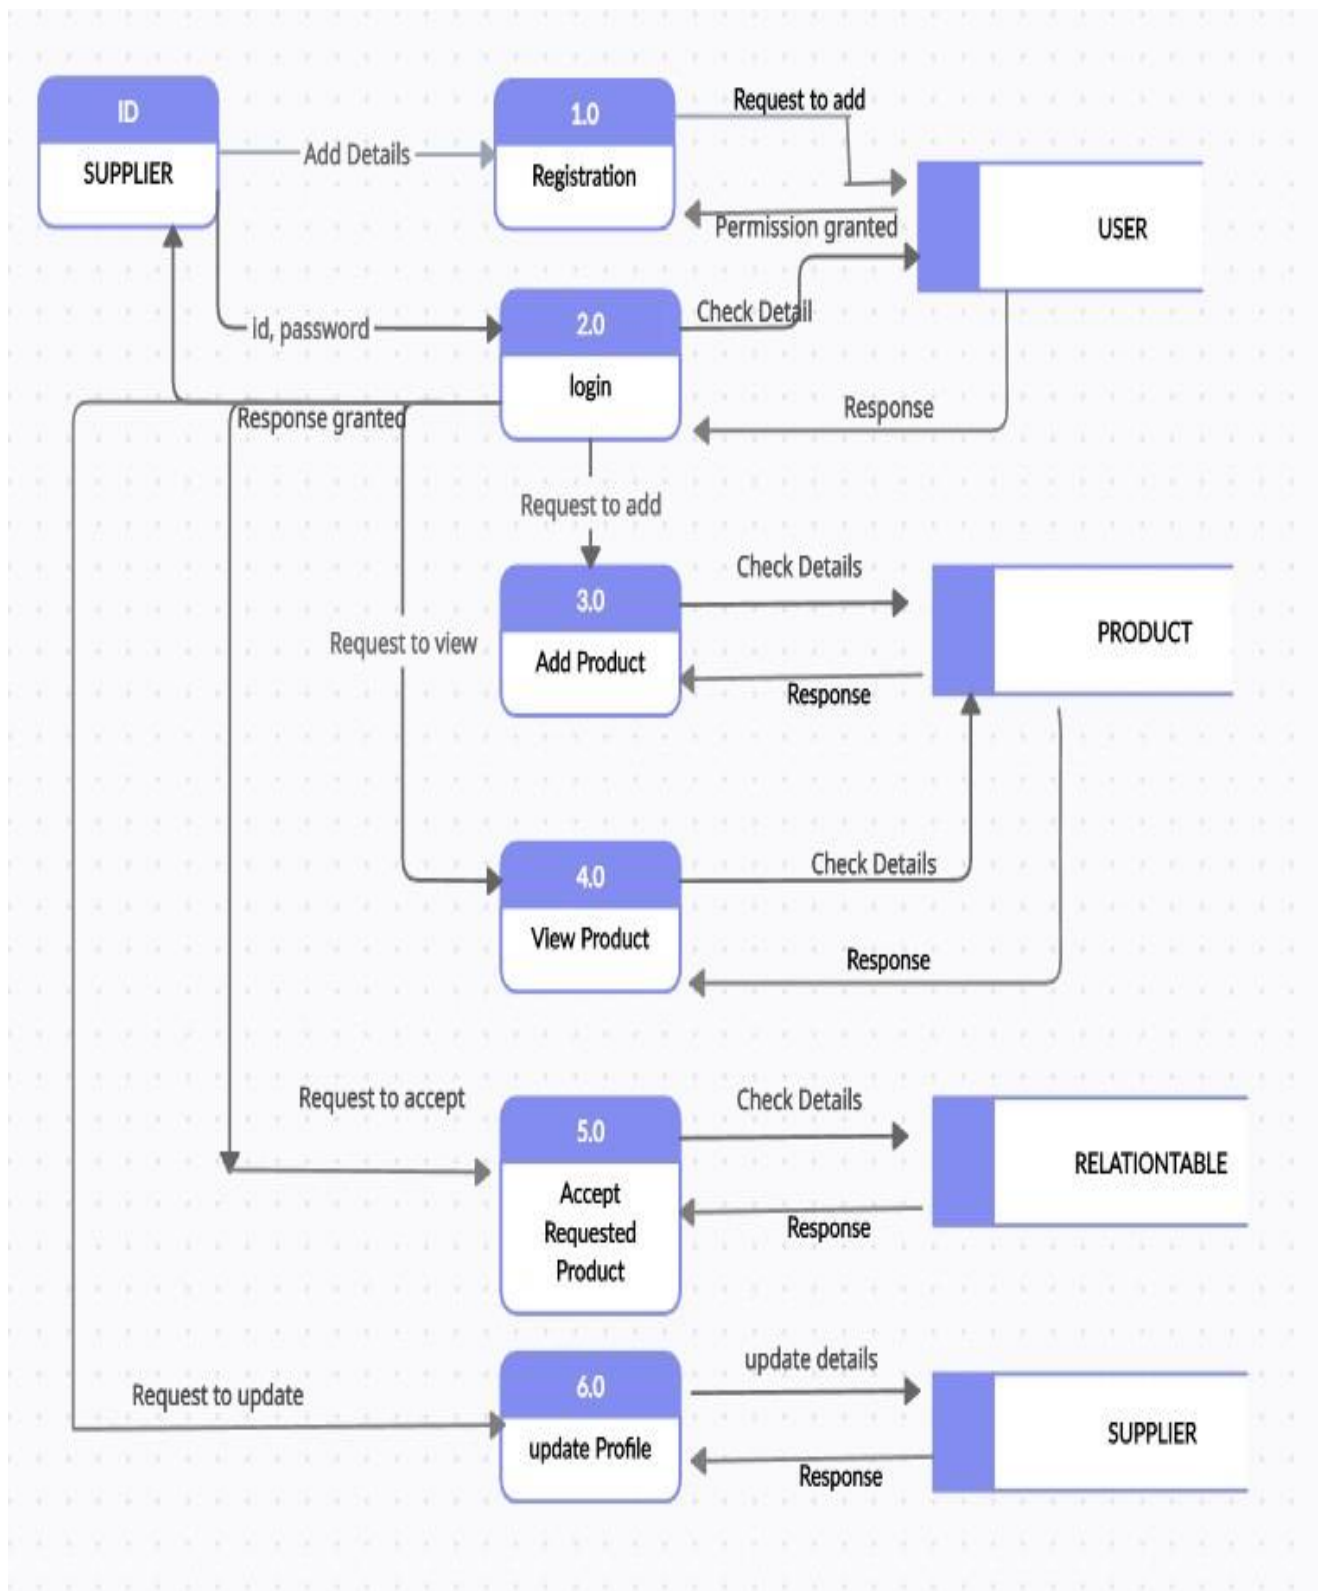 ID
SUPPLIER
Add Details
1.0
Registration
Request to add
Permission granted
USER
id, password
2.0
login
Check Detail
Response granted
Response
Request to add
3.0
Add Product
Check Details
Response
PRODUCT
Request to view
4.0
View Product
Check Details
Response
Request to accept
5.0
Accept
Requested
Product
Check Details
Response
RELATIONTABLE
Request to update
6.0
update Profile
update details
Response
SUPPLIER